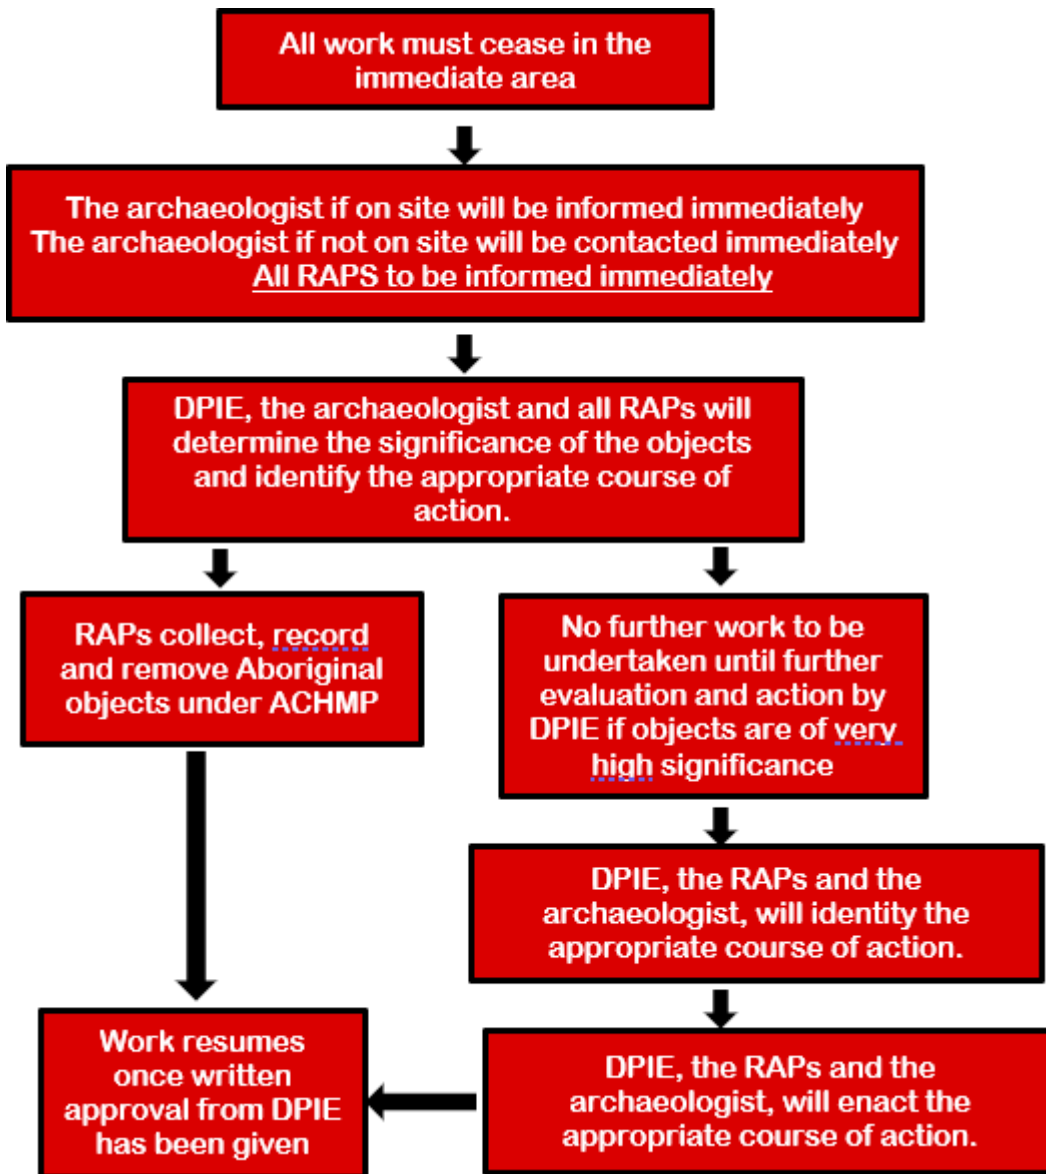 All work must cease in the
immediate area
The archaeologist if on site will be informed immediately
The archaeologist if not on site will be contacted immediately
All RAPS to be informed immediately
DPIE, the archaeologist and all RAPs will
determine the significance of the objects
and identify the appropriate course of
action.
RAPs collect, record
and remove Aboriginal
objects under ACHMP
No further work to be
undertaken until further
evaluation and action by
DPIE if objects are of very
high significance
DPIE, the RAPs and the
archaeologist, will identity the
appropriate course of action.
DPIE, the RAPs and the
archaeologist, will enact the
appropriate course of action.
Work resumes
once written
approval from DPIE
has been given